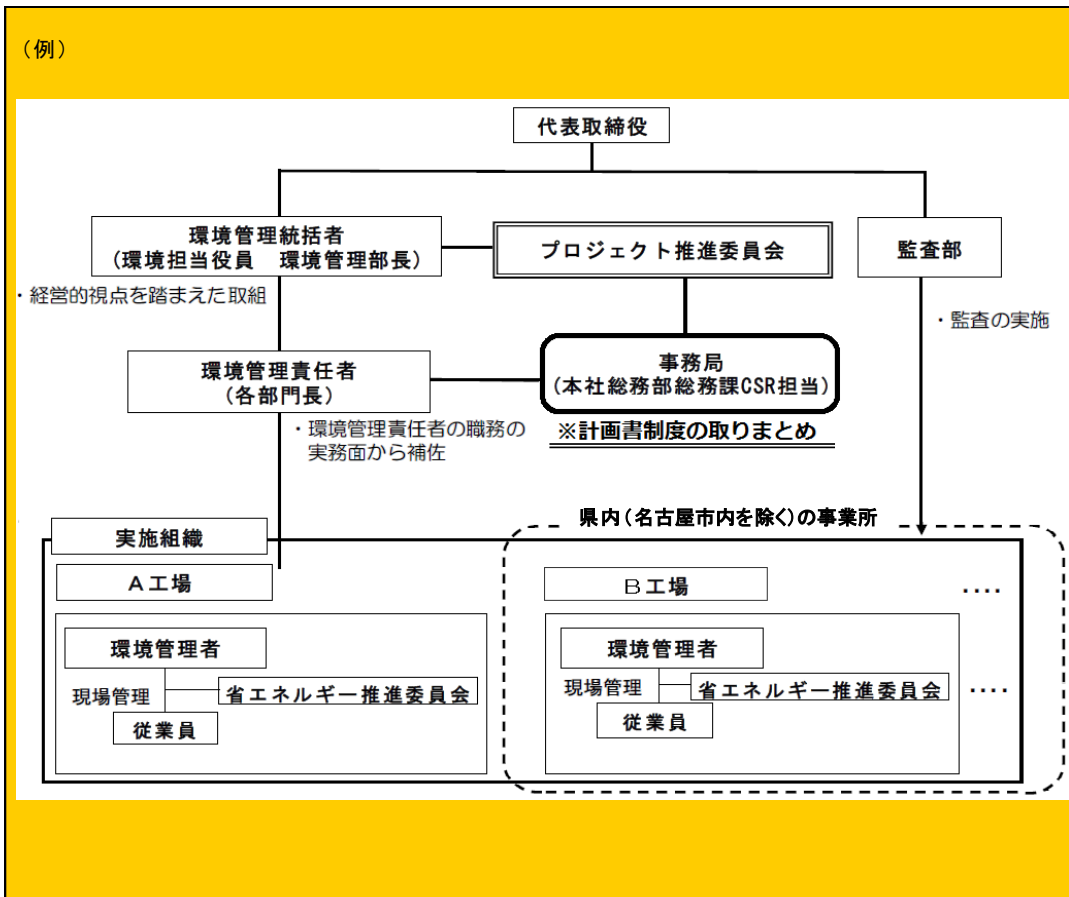 （例）
代表取締役
環境管理統括者
（環境担当役員　環境管理部長）
プロジェクト推進委員会
監査部
・経営的視点を踏まえた取組
・監査の実施
環境管理責任者
（各部門長）
事務局
（本社総務部総務課CSR担当）
・環境管理責任者の職務の
実務面から補佐
※計画書制度の取りまとめ
県内（名古屋市内を除く）の事業所
実施組織
Ａ工場
Ｂ工場
‥‥
環境管理者
現場管理
省エネルギー推進委員会
従業員
環境管理者
現場管理
省エネルギー推進委員会
‥‥
従業員